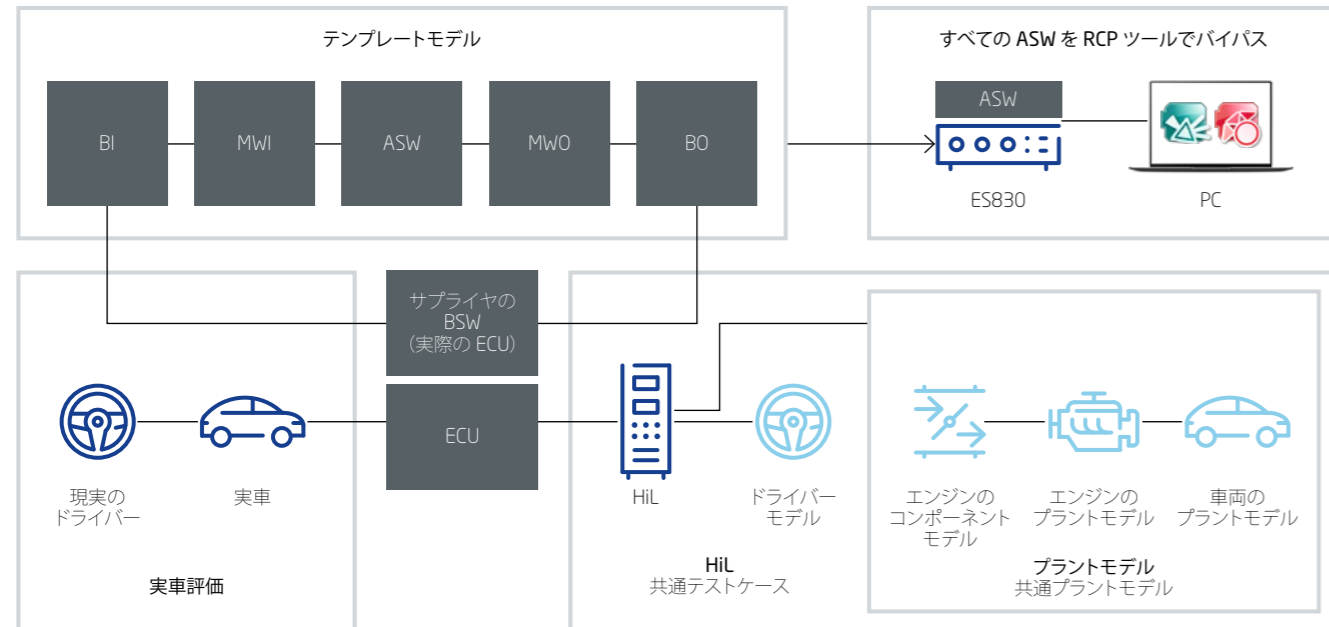 テンプレートモデル
BI
MWI
ASW
MWO
BO
すべての ASW を RCP ツールでバイパス
ASW
ES830
PC
サプライヤの
BSW
（実際の ECU）
ECU
現実の
ドライバー
実車
実車評価
HiL
ドライバー
モデル
HiL
共通テストケース
エンジンの
コンポーネント
モデル
エンジンの
プラントモデル
車両の
プラントモデル
プラントモデル
共通プラントモデル